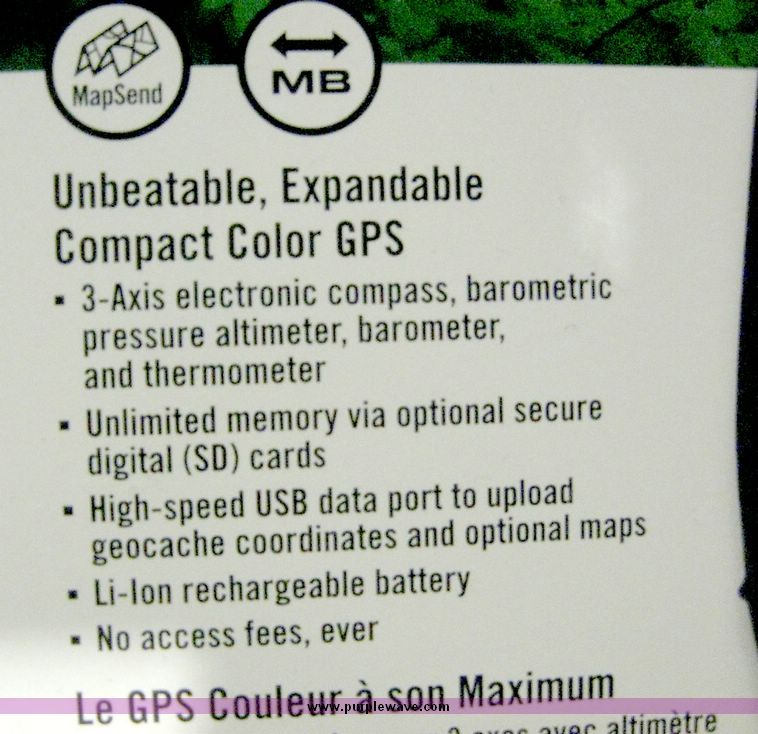 MapSend
MB
Unbeatable, Expandable
Compact Color GPS
▪ 3-Axis electronic compass, barometric
pressure altimeter, barometer,
and thermometer
▪ Unlimited memory via optional secure
digital (SD) cards
▪ High-speed USB data port to upload
geocache coordinates and optional maps
▪ Li-Ion rechargeable battery
▪ No access fees, ever
Le GPS Couleur à son Maximum
www.purplewave.com
3 axes avec altimètre